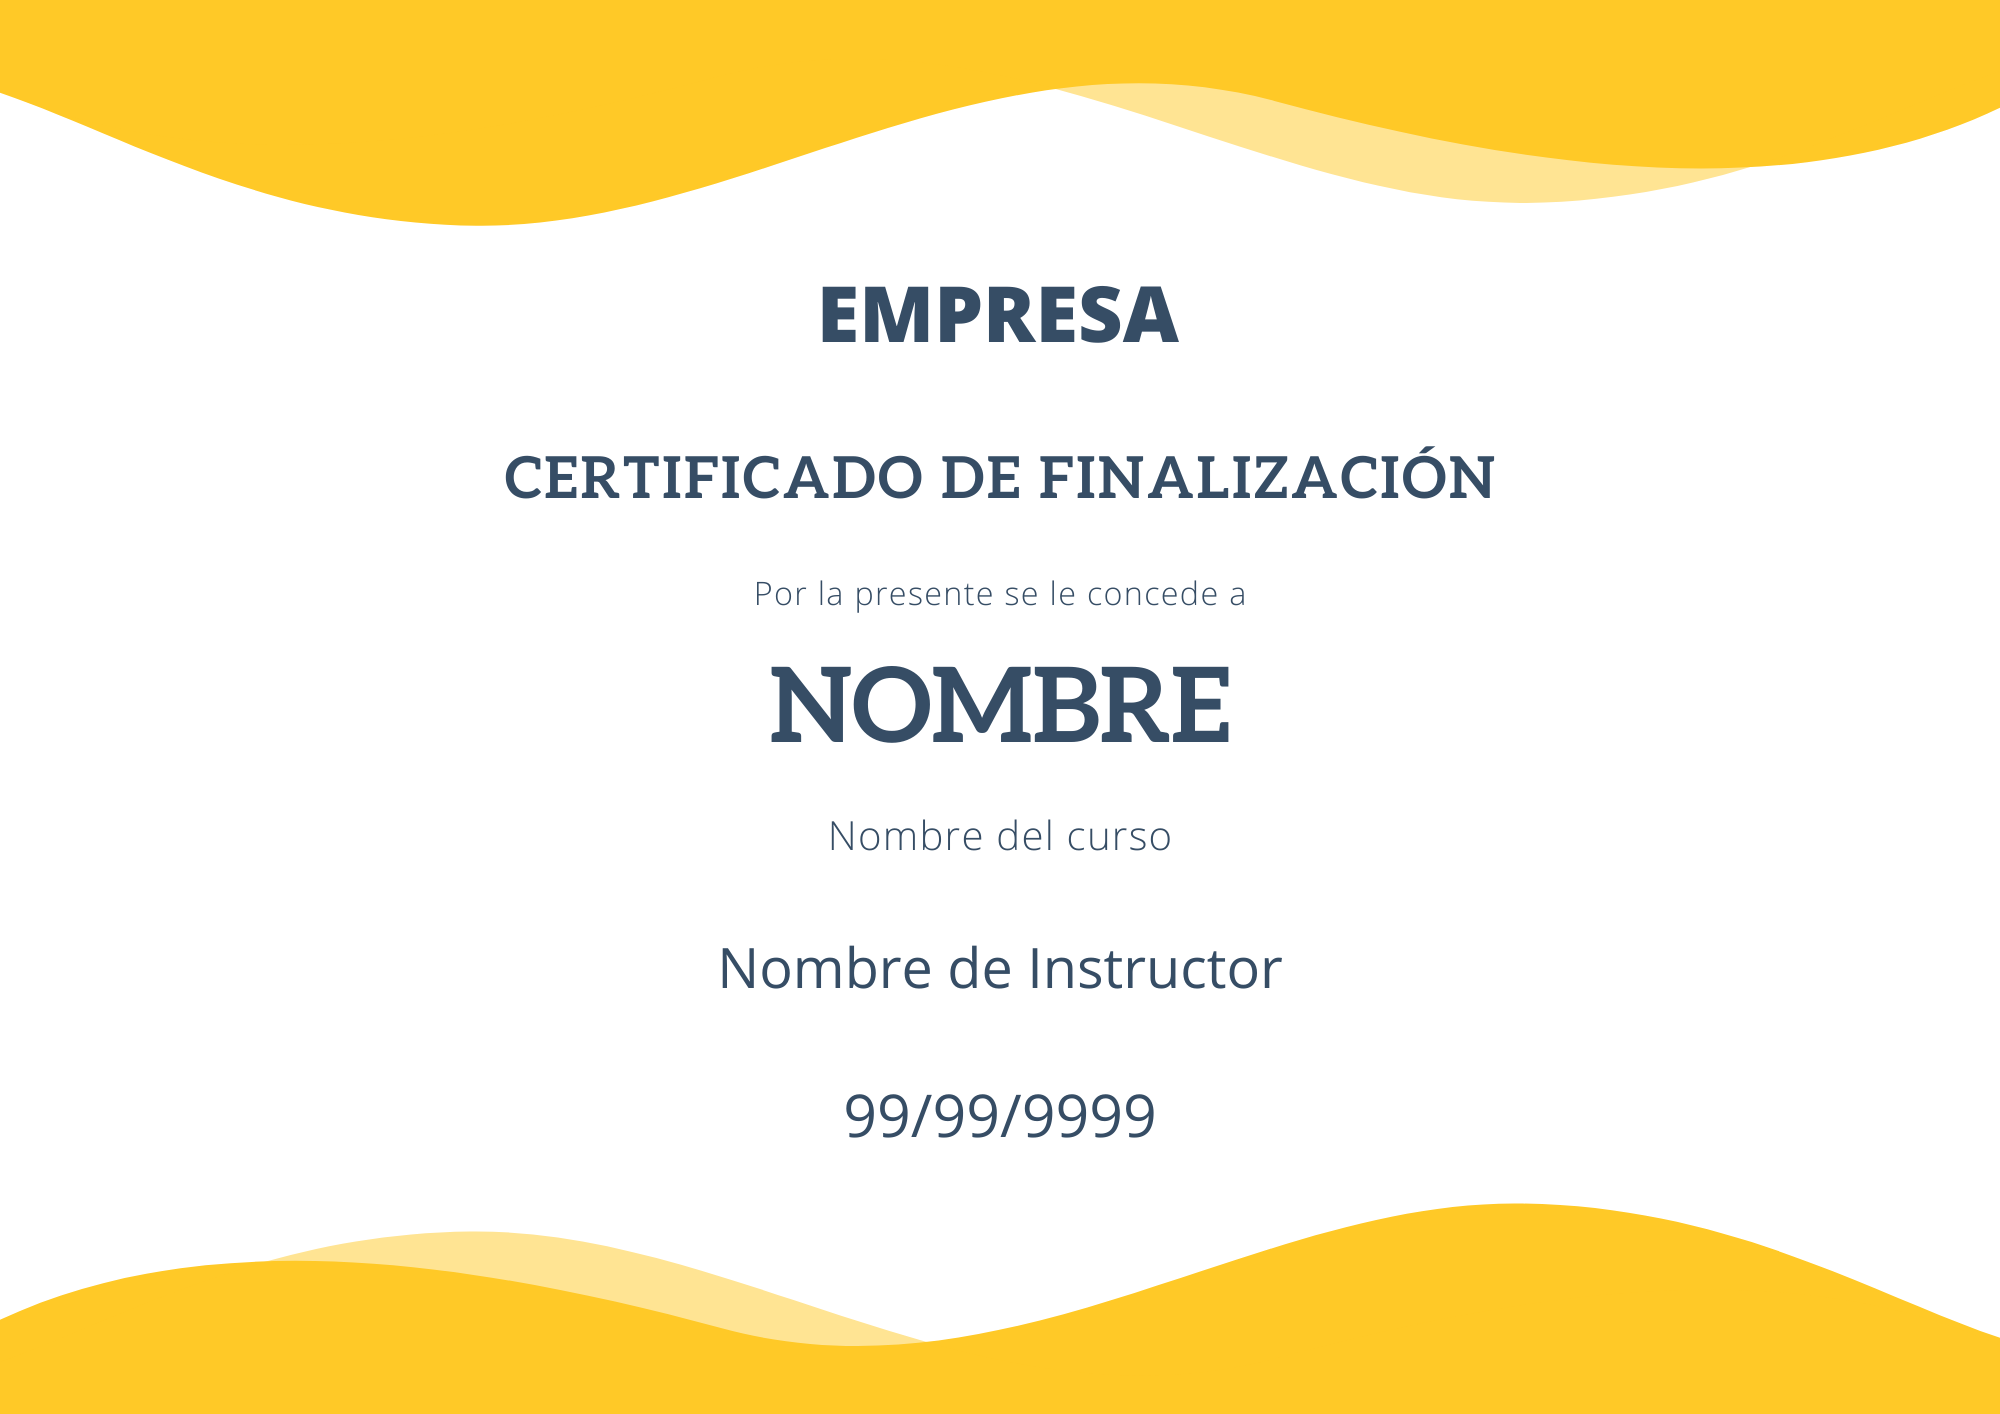 EMPRESA
CERTIFICADO DE FINALIZACIÓN
Por la presente se le concede a
NOMBRE
Nombre del curso
Nombre de Instructor
99/99/9999